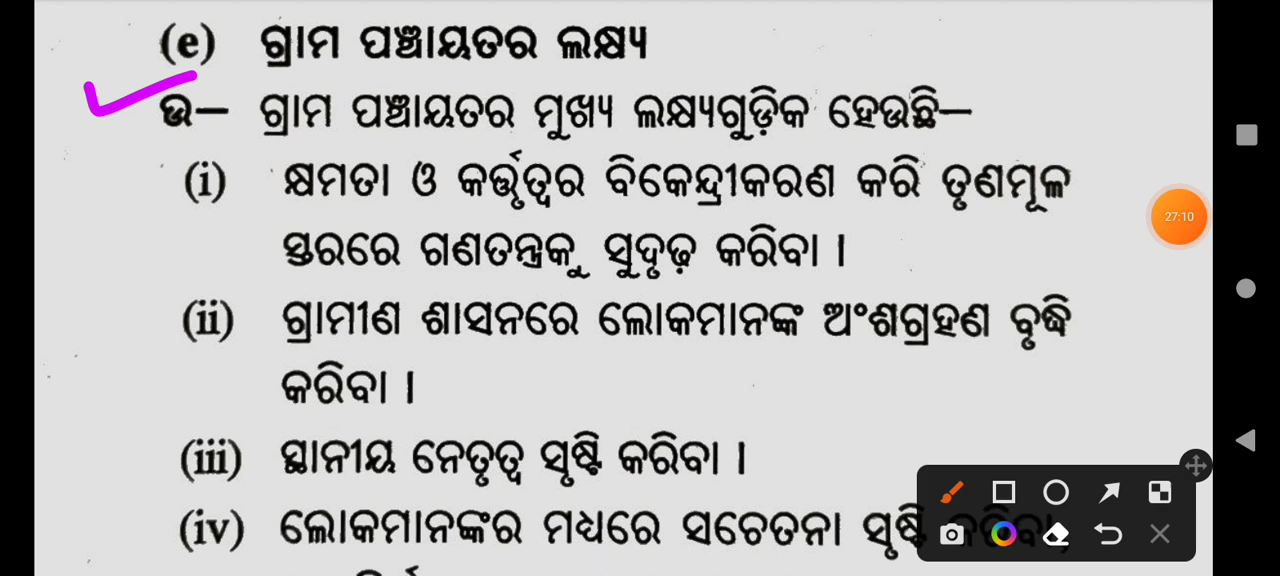 (e) ଗ୍ରାମ ପଞ୍ଚାୟତର ଲକ୍ଷ୍ୟ
ଉ— ଗ୍ରାମ ପଞ୍ଚାୟତର ମୁଖ୍ୟ ଲକ୍ଷ୍ୟଗୁଡ଼ିକ ହେଉଛି—
(i) କ୍ଷମତା ଓ କର୍ତ୍ତୃତ୍ୱର ବିକେନ୍ଦ୍ରୀକରଣ କରି ତୃଣମୂଳ
ସ୍ତରରେ ଗଣତନ୍ତ୍ରକୁ ସୁଦୃଢ଼ କରିବା ।
27:10
(ii) ଗ୍ରାମୀଣ ଶାସନରେ ଲୋକମାନଙ୍କ ଅଂଶଗ୍ରହଣ ବୃଦ୍ଧି
କରିବା ।
(iii) ସ୍ଥାନୀୟ ନେତୃତ୍ୱ ସୃଷ୍ଟି କରିବା ।
(iv) ଲୋକମାନଙ୍କର ମଧ୍ୟରେ ସଚେତନା ସୃଷ୍ଟି